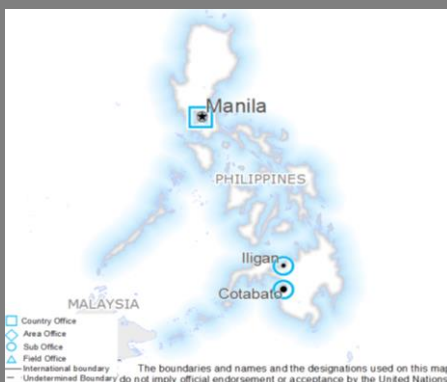 Manila
PHILIPPINES
Iligan
Cotabato
MALAYSIA
Country Office
Area Office
Sub Office
Field Office
International boundary
Undetermined Boundary
The boundaries and names and the designations used on this map
do not imply official endorsement or acceptance by the United Nations